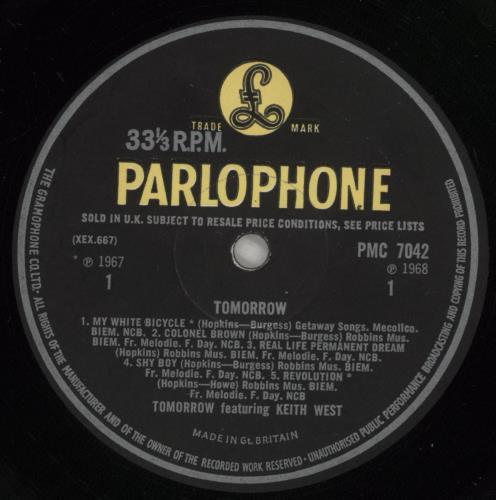 TRADE MARK
33⅓ R.P.M.
PARLOPHONE
SOLD IN U.K. SUBJECT TO RESALE PRICE CONDITIONS, SEE PRICE LISTS
(XEX.667)
PMC 7042
* ℗ 1967
℗ 1968
1
1
TOMORROW
1. MY WHITE BICYCLE * (Hopkins—Burgess) Getaway Songs. Mecolico.
BIEM. NCB. 2. COLONEL BROWN (Hopkins—Burgess) Robbins Mus.
BIEM. Fr. Melodie. F. Day. NCB. 3. REAL LIFE PERMANENT DREAM
(Hopkins) Robbins Mus. BIEM. Fr. Melodie. F. Day. NCB.
4. SHY BOY (Hopkins—Burgess) Robbins Mus. BIEM.
Fr. Melodie. F. Day. NCB. 5. REVOLUTION *
(Hopkins—Howe) Robbins Mus. BIEM.
Fr. Melodie. F. Day. NCB
TOMORROW featuring KEITH WEST
MADE IN Gt. BRITAIN
THE GRAMOPHONE CO. LTD. · ALL RIGHTS OF THE MANUFACTURER AND OF THE OWNER OF THE RECORDED WORK RESERVED · UNAUTHORISED PUBLIC PERFORMANCE BROADCASTING AND COPYING OF THIS RECORD PROHIBITED